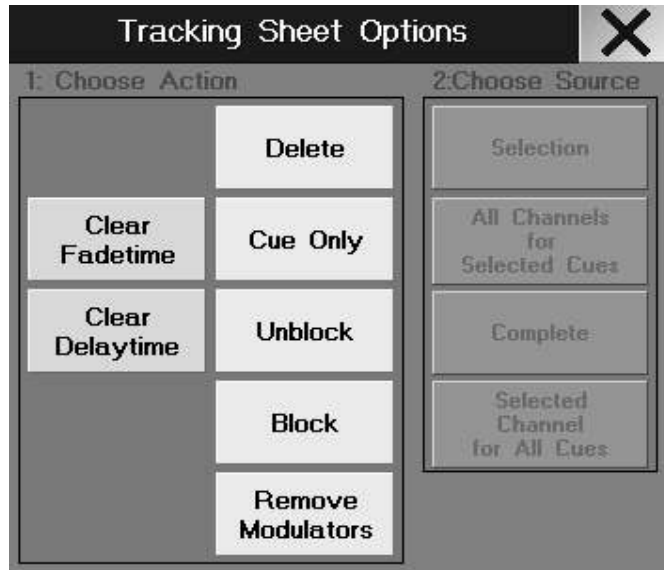 Tracking Sheet Options
1: Choose Action
2:Choose Source
Delete
Clear
Fadetime
Cue Only
Clear
Delaytime
Unblock
Block
Remove
Modulators
Selection
All Channels
for
Selected Cues
Complete
Selected
Channel
for All Cues